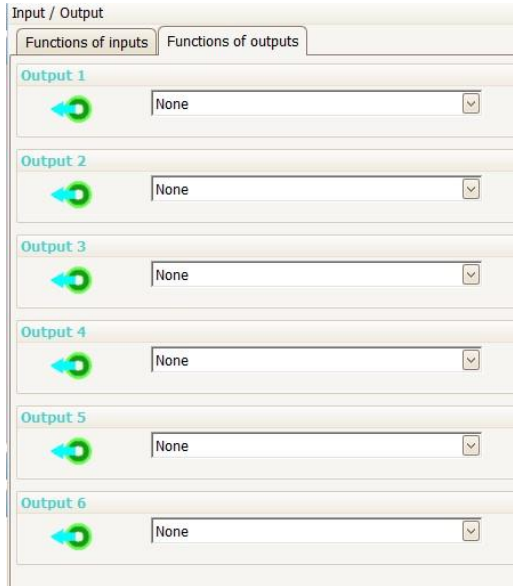 Input / Output
Functions of inputs
Functions of outputs
Output 1
None
Output 2
None
Output 3
None
Output 4
None
Output 5
None
Output 6
None